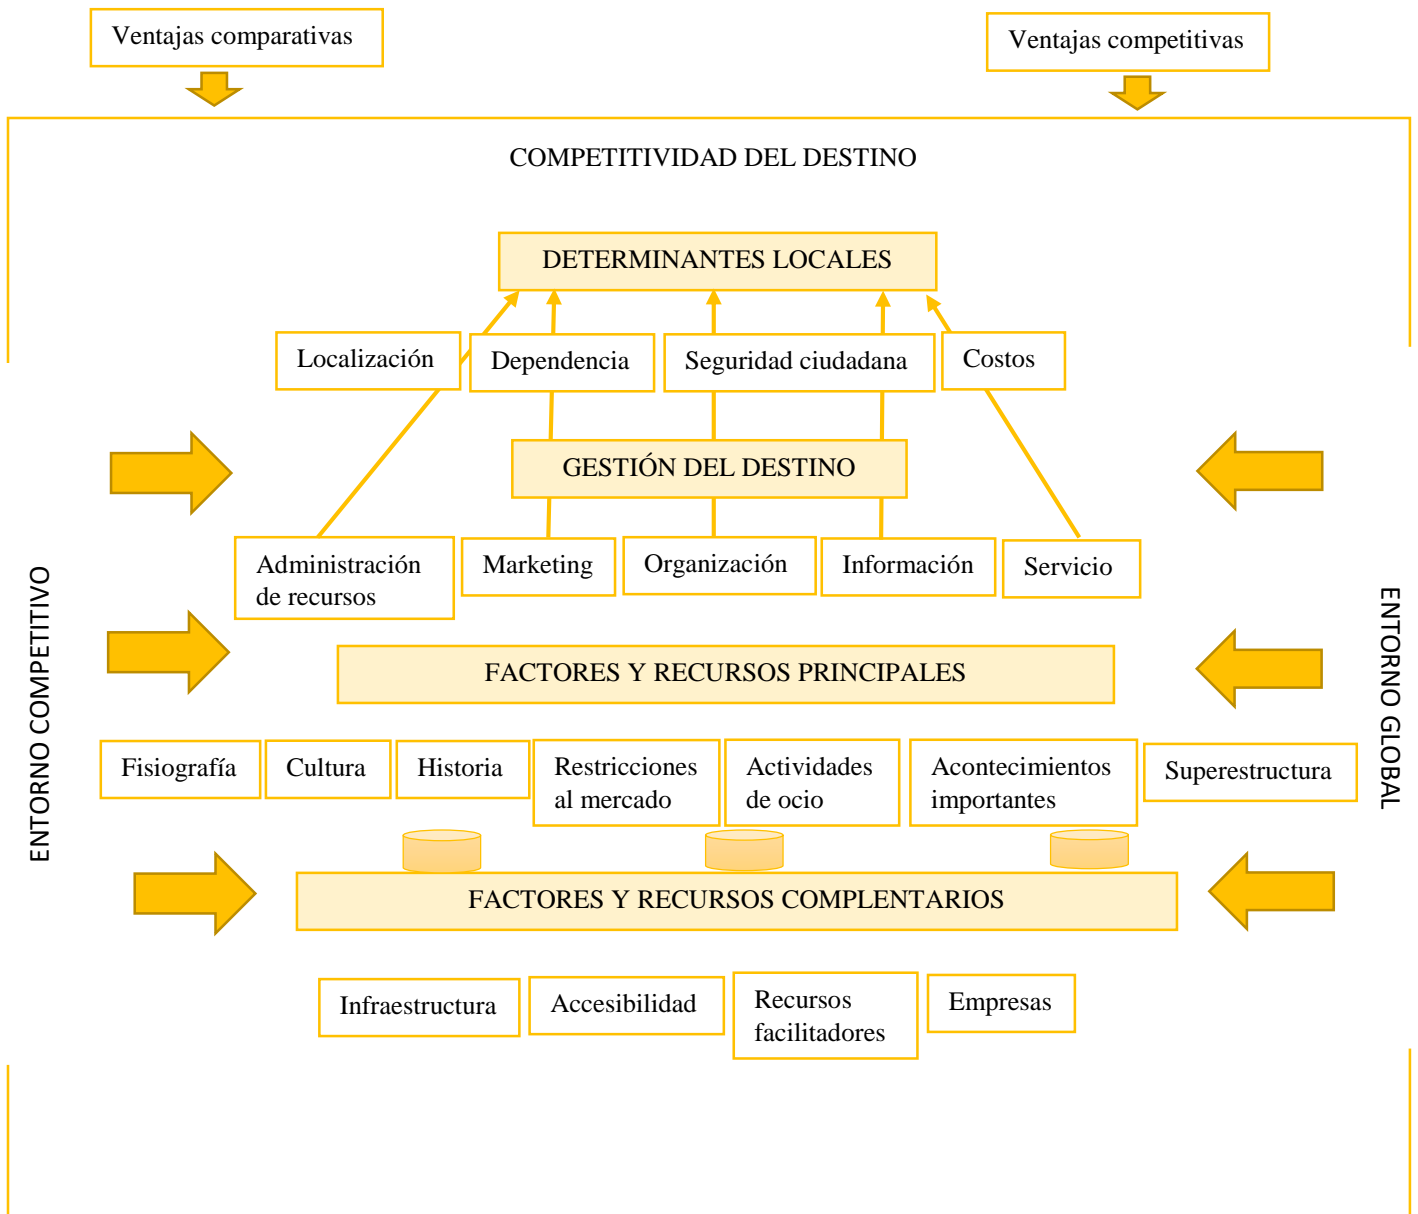 Ventajas comparativas
Ventajas competitivas
COMPETITIVIDAD DEL DESTINO
DETERMINANTES LOCALES
Localización
Dependencia
Seguridad ciudadana
Costos
GESTIÓN DEL DESTINO
Administración
de recursos
Marketing
Organización
Información
Servicio
ENTORNO COMPETITIVO
ENTORNO GLOBAL
FACTORES Y RECURSOS PRINCIPALES
Fisiografía
Cultura
Historia
Restricciones
al mercado
Actividades
de ocio
Acontecimientos
importantes
Superestructura
FACTORES Y RECURSOS COMPLENTARIOS
Infraestructura
Accesibilidad
Recursos
facilitadores
Empresas